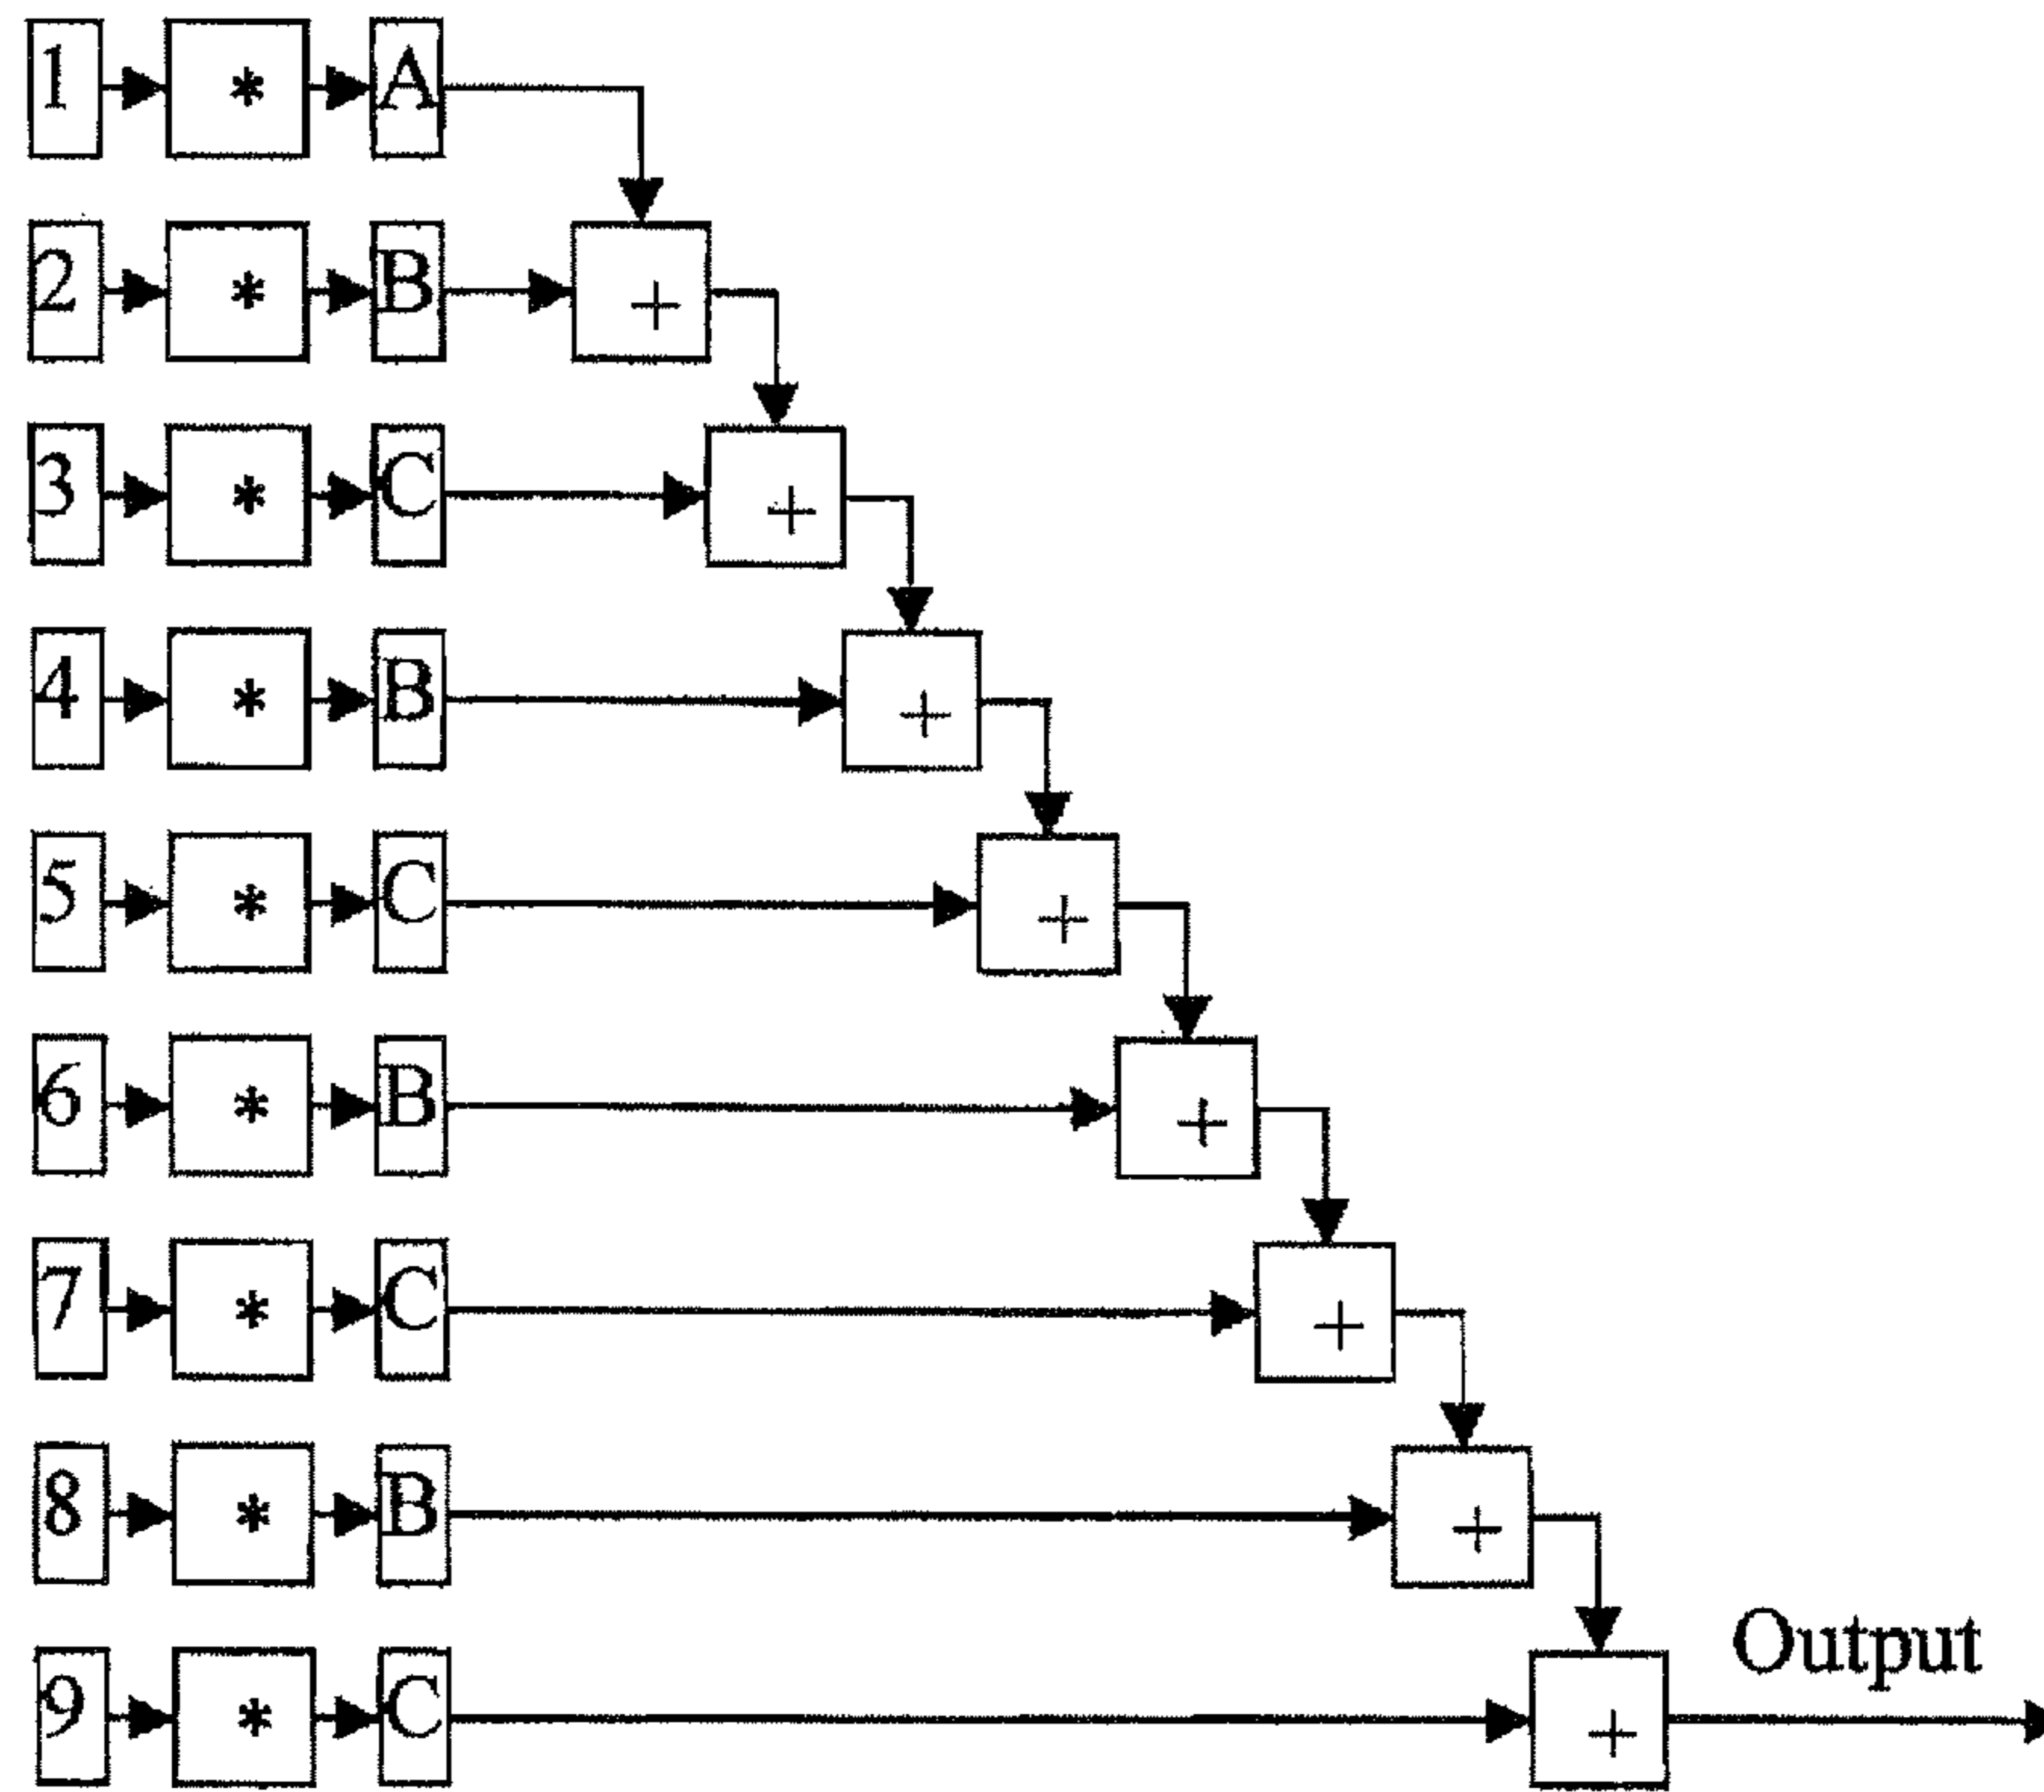 1 * A
2 * B +
3 * C +
4 * B +
5 * C +
6 * B +
7 * C +
8 * B +
Output
9 * C +